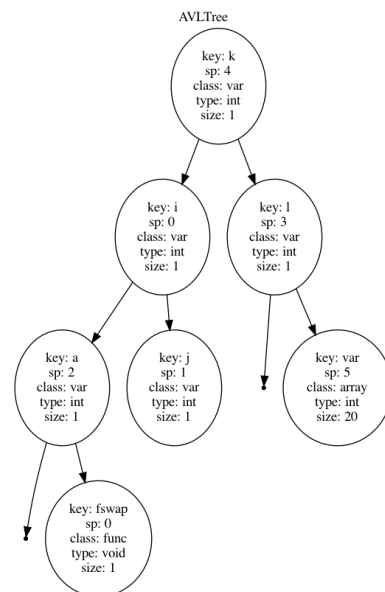 AVLTree
key: k
sp: 4
class: var
type: int
size: 1
key: i
sp: 0
class: var
type: int
size: 1
key: l
sp: 3
class: var
type: int
size: 1
key: a
sp: 2
class: var
type: int
size: 1
key: j
sp: 1
class: var
type: int
size: 1
key: var
sp: 5
class: array
type: int
size: 20
key: fswap
sp: 0
class: func
type: void
size: 1